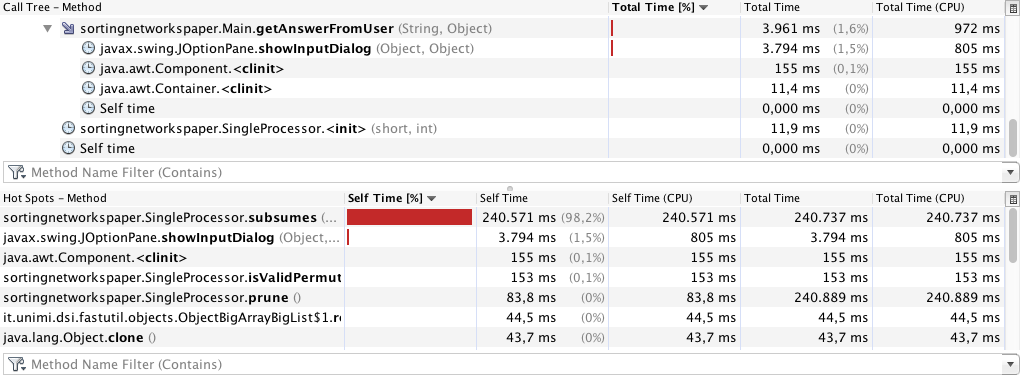 Call Tree – Method Total Time [%] Total Time Total Time (CPU)
sortingnetworkspaper.Main.getAnswerFromUser (String, Object) 3.961 ms (1,6%) 972 ms
javax.swing.JOptionPane.showInputDialog (Object, Object) 3.794 ms (1,5%) 805 ms
java.awt.Component.<clinit> 155 ms (0,1%) 155 ms
java.awt.Container.<clinit> 11,4 ms (0%) 11,4 ms
Self time 0,000 ms (0%) 0,000 ms
sortingnetworkspaper.SingleProcessor.<init> (short, int) 11,9 ms (0%) 11,9 ms
Self time 0,000 ms (0%) 0,000 ms
Method Name Filter (Contains)
Hot Spots – Method Self Time [%] Self Time Self Time (CPU) Total Time Total Time (CPU)
sortingnetworkspaper.SingleProcessor.subsumes (... 240.571 ms (98,2%) 240.571 ms 240.737 ms 240.737 ms
javax.swing.JOptionPane.showInputDialog (Object,... 3.794 ms (1,5%) 805 ms 3.794 ms 805 ms
java.awt.Component.<clinit> 155 ms (0,1%) 155 ms 155 ms 155 ms
sortingnetworkspaper.SingleProcessor.isValidPermut 153 ms (0,1%) 153 ms 153 ms 153 ms
sortingnetworkspaper.SingleProcessor.prune () 83,8 ms (0%) 83,8 ms 240.889 ms 240.889 ms
it.unimi.dsi.fastutil.objects.ObjectBigArrayBigList$1.re 44,5 ms (0%) 44,5 ms 44,5 ms 44,5 ms
java.lang.Object.clone () 43,7 ms (0%) 43,7 ms 43,7 ms 43,7 ms
Method Name Filter (Contains)